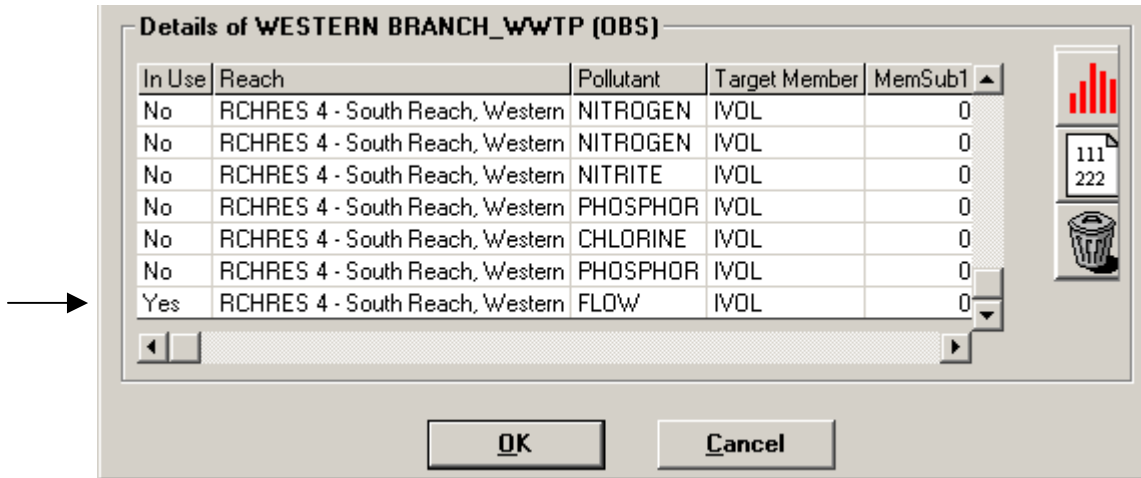 Details of WESTERN BRANCH_WWTP (OBS)
In Use Reach Pollutant Target Member MemSub1
No RCHRES 4 - South Reach, Western NITROGEN IVOL 0
No RCHRES 4 - South Reach, Western NITROGEN IVOL 0
No RCHRES 4 - South Reach, Western NITRITE IVOL 0
No RCHRES 4 - South Reach, Western PHOSPHOR IVOL 0
No RCHRES 4 - South Reach, Western CHLORINE IVOL 0
No RCHRES 4 - South Reach, Western PHOSPHOR IVOL 0
Yes RCHRES 4 - South Reach, Western FLOW IVOL 0
111
222
OK Cancel